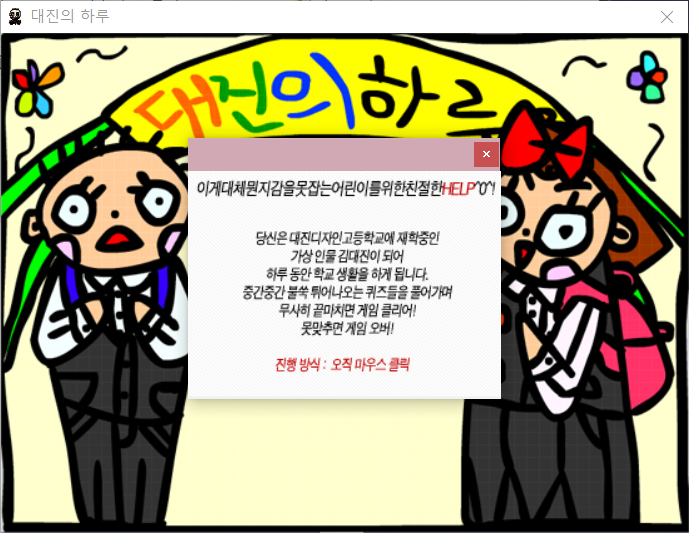 대진의 하루
대진의 하루
이게대체뭔지감을못잡는어린이를위한친절한HELP^0^!
당신은 대진디자인고등학교에 재학중인
가상 인물 김대진이 되어
하루 동안 학교 생활을 하게 됩니다.
중간중간 불쑥 튀어나오는 퀴즈들을 풀어가며
무사히 끝마치면 게임 클리어!
못맞추면 게임 오버!
진행 방식 : 오직 마우스 클릭